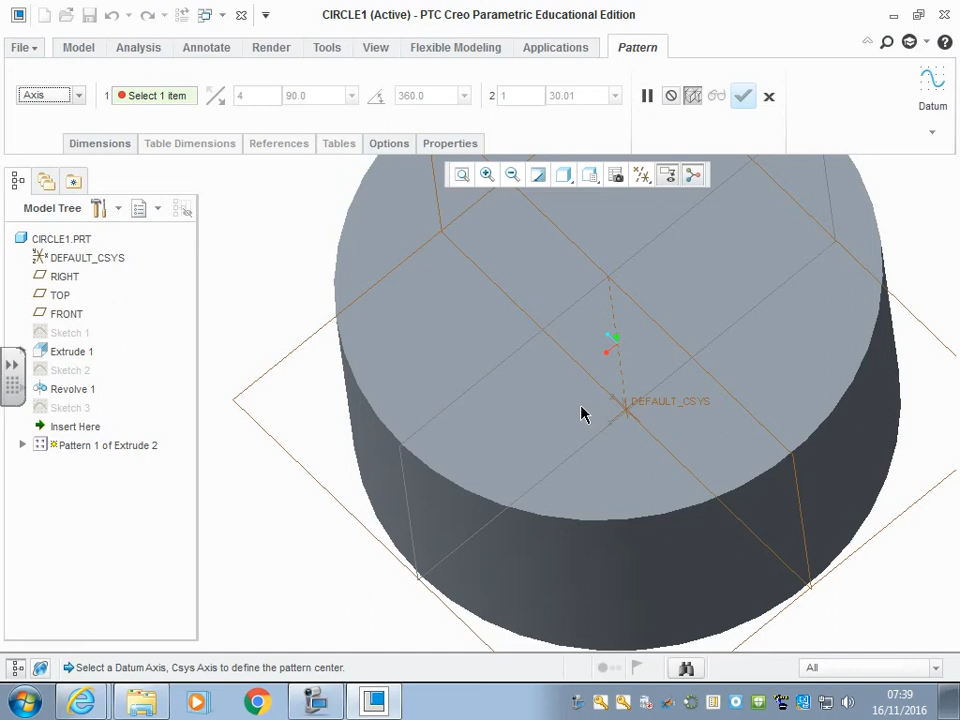 CIRCLE1 (Active) - PTC Creo Parametric Educational Edition
File Model Analysis Annotate Render Tools View Flexible Modeling Applications Pattern
Axis 1 Select 1 item 4 90.0 360.0 2 1 30.01
Datum
Dimensions Table Dimensions References Tables Options Properties
Model Tree
CIRCLE1.PRT
DEFAULT_CSYS
RIGHT
TOP
FRONT
Sketch 1
Extrude 1
Sketch 2
Revolve 1
Sketch 3
Insert Here
Pattern 1 of Extrude 2
DEFAULT_CSYS
Select a Datum Axis, Csys Axis to define the pattern center.
All
07:39
16/11/2016